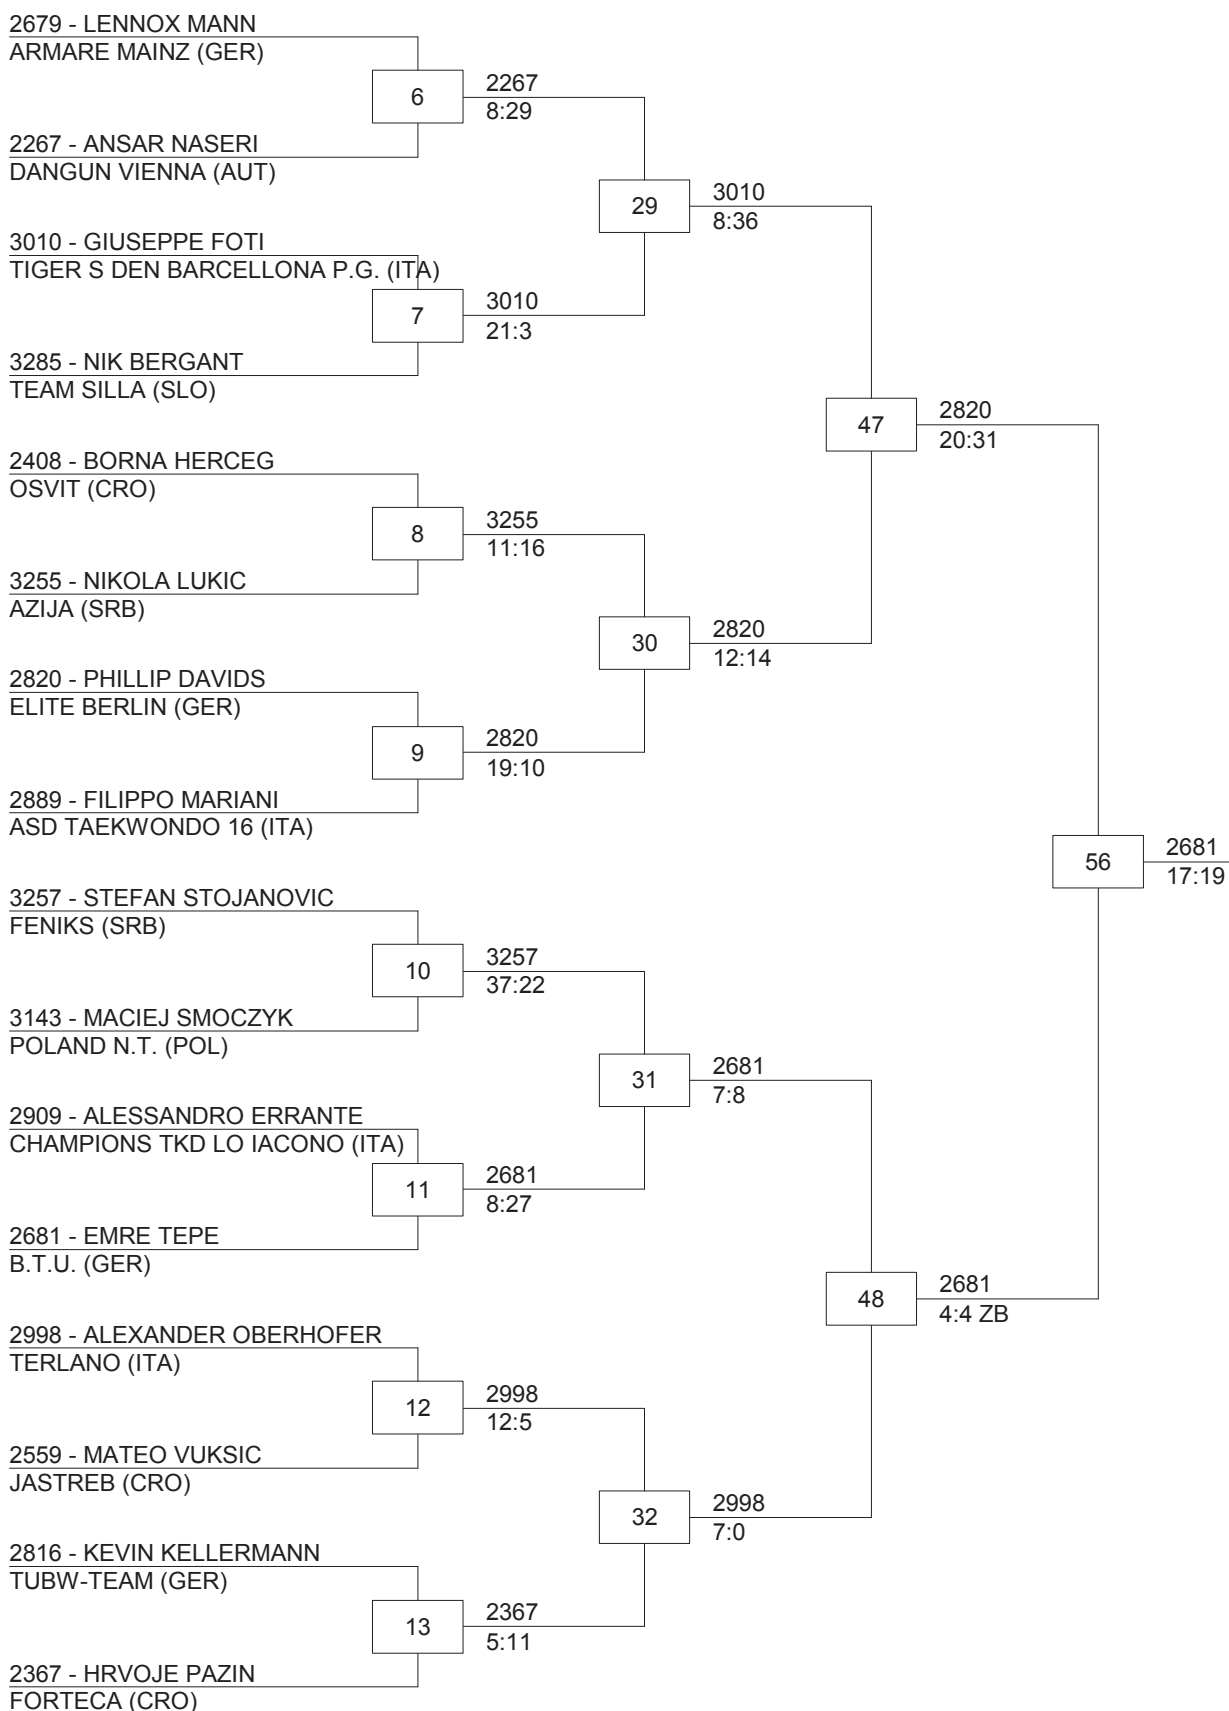 2679 - LENNOX MANN
ARMARE MAINZ (GER)
6
2267
8:29
2267 - ANSAR NASERI
DANGUN VIENNA (AUT)
29
3010
8:36
3010 - GIUSEPPE FOTI
TIGER S DEN BARCELLONA P.G. (ITA)
7
3010
21:3
3285 - NIK BERGANT
TEAM SILLA (SLO)
47
2820
20:31
2408 - BORNA HERCEG
OSVIT (CRO)
8
3255
11:16
3255 - NIKOLA LUKIC
AZIJA (SRB)
30
2820
12:14
2820 - PHILLIP DAVIDS
ELITE BERLIN (GER)
9
2820
19:10
2889 - FILIPPO MARIANI
ASD TAEKWONDO 16 (ITA)
56
2681
17:19
3257 - STEFAN STOJANOVIC
FENIKS (SRB)
10
3257
37:22
3143 - MACIEJ SMOCZYK
POLAND N.T. (POL)
31
2681
7:8
2909 - ALESSANDRO ERRANTE
CHAMPIONS TKD LO IACONO (ITA)
11
2681
8:27
2681 - EMRE TEPE
B.T.U. (GER)
48
2681
4:4 ZB
2998 - ALEXANDER OBERHOFER
TERLANO (ITA)
12
2998
12:5
2559 - MATEO VUKSIC
JASTREB (CRO)
32
2998
7:0
2816 - KEVIN KELLERMANN
TUBW-TEAM (GER)
13
2367
5:11
2367 - HRVOJE PAZIN
FORTECA (CRO)